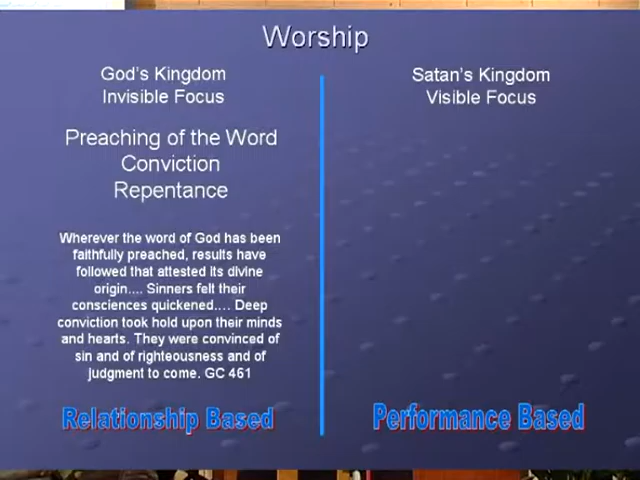 Worship
God's Kingdom
Invisible Focus
Preaching of the Word
Conviction
Repentance
Wherever the word of God has been
faithfully preached, results have
followed that attested its divine
origin.... Sinners felt their
consciences quickened.... Deep
conviction took hold upon their minds
and hearts. They were convinced of
sin and of righteousness and of
judgment to come. GC 461
Relationship Based
Satan's Kingdom
Visible Focus
Performance Based